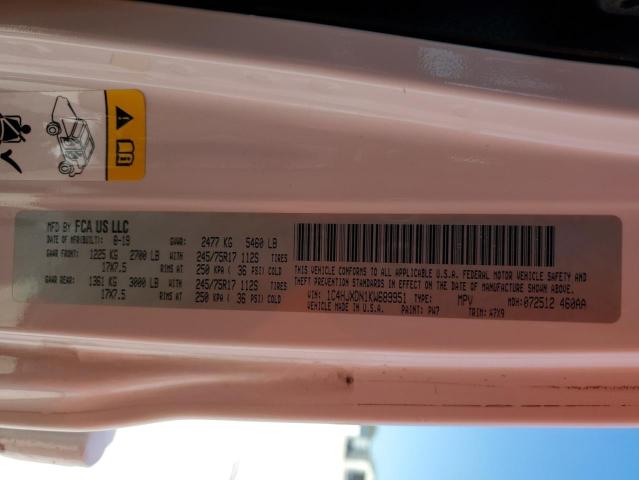 MFD BY FCA US LLC
DATE OF MFR(BUILT): 8-19 GVWR: 2477 KG 5460 LB
GAWR FRONT: 1225 KG 2700 LB WITH 245/75R17 112S TIRES
17X7.5 RIMS AT 250 KPA ( 36 PSI) COLD
GAWR REAR: 1361 KG 3000 LB WITH 245/75R17 112S TIRES
17X7.5 RIMS AT 250 KPA ( 36 PSI) COLD
THIS VEHICLE CONFORMS TO ALL APPLICABLE U.S.A. FEDERAL MOTOR VEHICLE SAFETY AND
THEFT PREVENTION STANDARDS IN EFFECT ON THE DATE OF MANUFACTURE SHOWN ABOVE.
VIN: 1C4HJXDN1KW689951 TYPE: MPV MDH: 072512 460AA
VEHICLE MADE IN U.S.A. PAINT: PW7 TRIM: A7X9